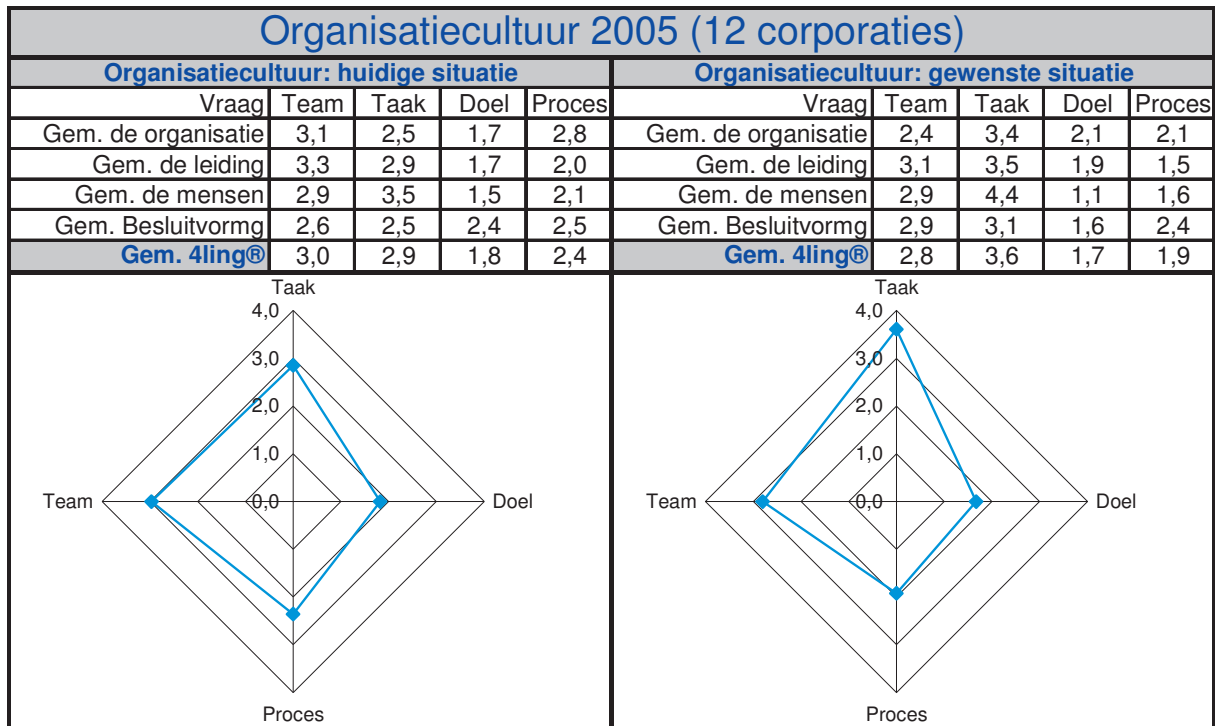 Organisatiecultuur 2005 (12 corporaties)
Organisatiecultuur: huidige situatie
Vraag Team Taak Doel Proces
Gem. de organisatie 3,1 2,5 1,7 2,8
Gem. de leiding 3,3 2,9 1,7 2,0
Gem. de mensen 2,9 3,5 1,5 2,1
Gem. Besluitvormg 2,6 2,5 2,4 2,5
Gem. 4ling® 3,0 2,9 1,8 2,4
Organisatiecultuur: gewenste situatie
Vraag Team Taak Doel Proces
Gem. de organisatie 2,4 3,4 2,1 2,1
Gem. de leiding 3,1 3,5 1,9 1,5
Gem. de mensen 2,9 4,4 1,1 1,6
Gem. Besluitvormg 2,9 3,1 1,6 2,4
Gem. 4ling® 2,8 3,6 1,7 1,9
Taak
4,0
3,0
2,0
1,0
Team 0,0 Doel
Proces
Taak
4,0
3,0
2,0
1,0
Team 0,0 Doel
Proces